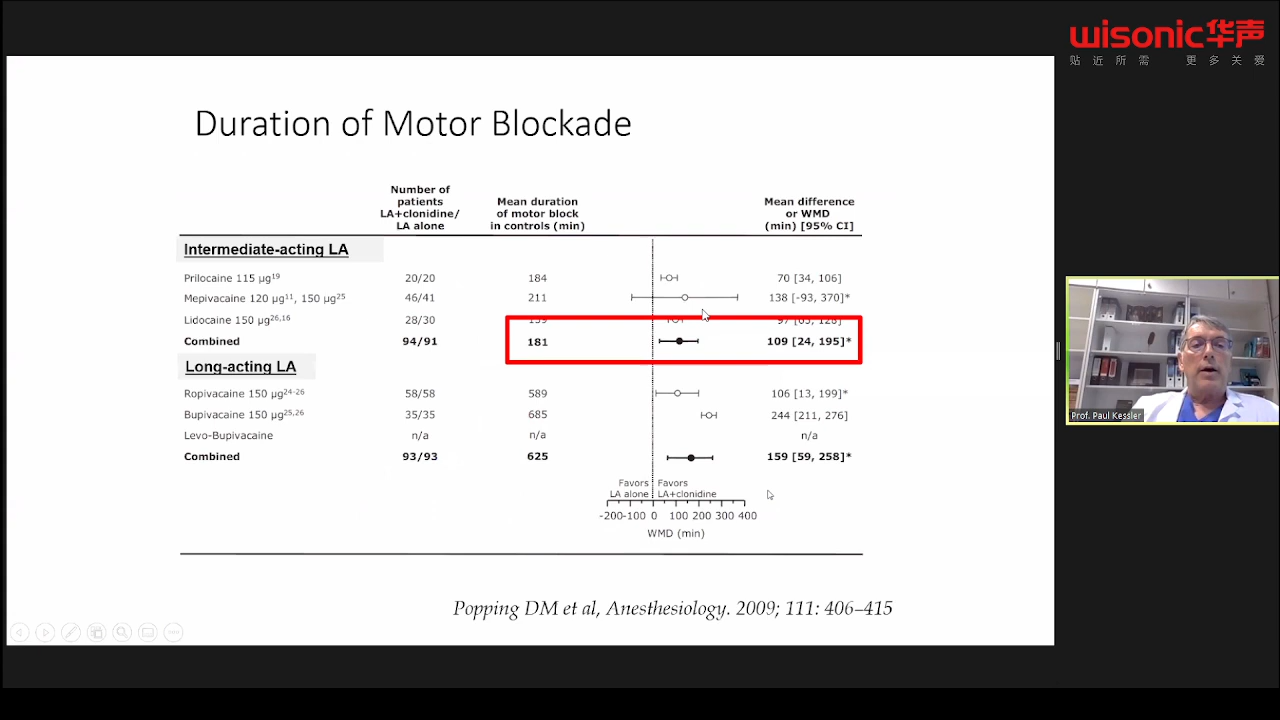 wisonic华声
贴近所需 更多关爱
Duration of Motor Blockade
Number of
patients
LA+clonidine/
LA alone
Mean duration
of motor block
in controls (min)
Mean difference
or WMD
(min) [95% CI]
Intermediate-acting LA
Prilocaine 115 µg19 20/20 184 70 [34, 106]
Mepivacaine 120 µg11, 150 µg25 46/41 211 138 [-93, 370]*
Lidocaine 150 µg26,16 28/30
Combined 94/91 181 109 [24, 195]*
Long-acting LA
Ropivacaine 150 µg24-26 58/58 589 106 [13, 199]*
Bupivacaine 150 µg25,26 35/35 685 244 [211, 276]
Levo-Bupivacaine n/a n/a n/a
Combined 93/93 625 159 [59, 258]*
Favors Favors
LA alone LA+clonidine
-200-100 0 100 200 300 400
WMD (min)
Popping DM et al, Anesthesiology. 2009; 111: 406–415
Prof. Paul Kessler